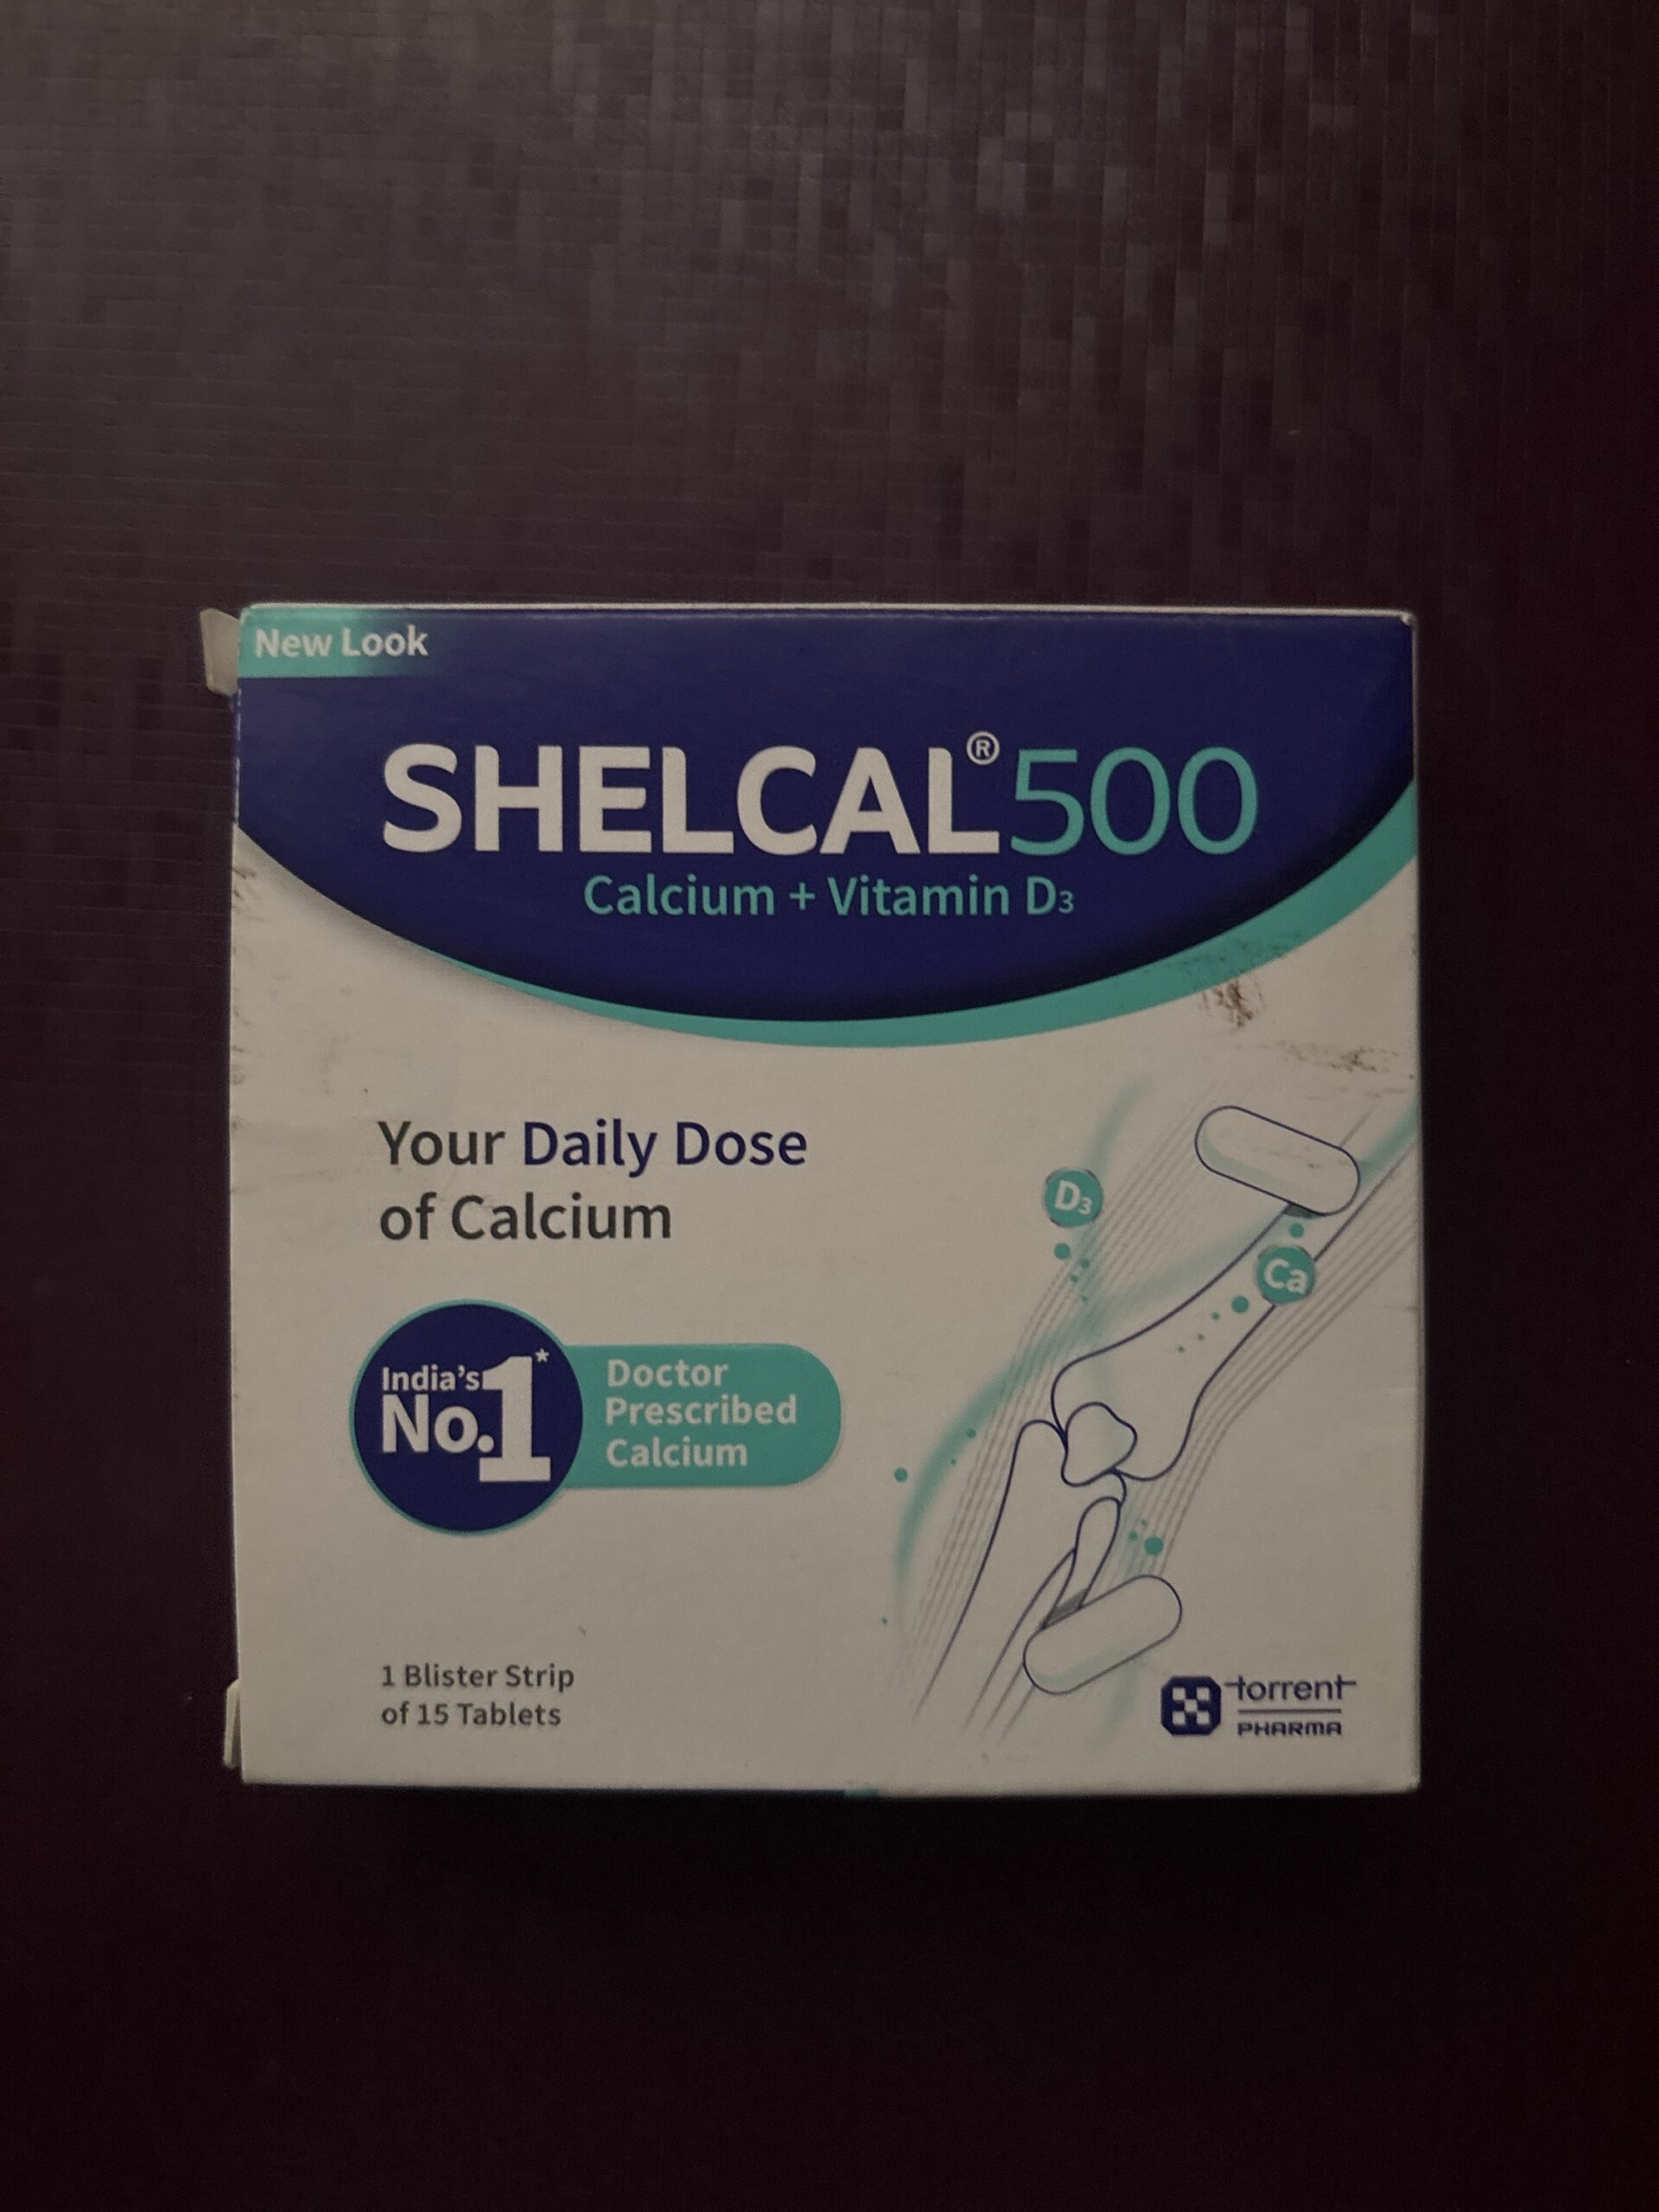 New Look
SHELCAL®500
Calcium + Vitamin D3
Your Daily Dose
of Calcium
D3
Ca
India's
No.1*
Doctor
Prescribed
Calcium
1 Blister Strip
of 15 Tablets
torrent
PHARMA